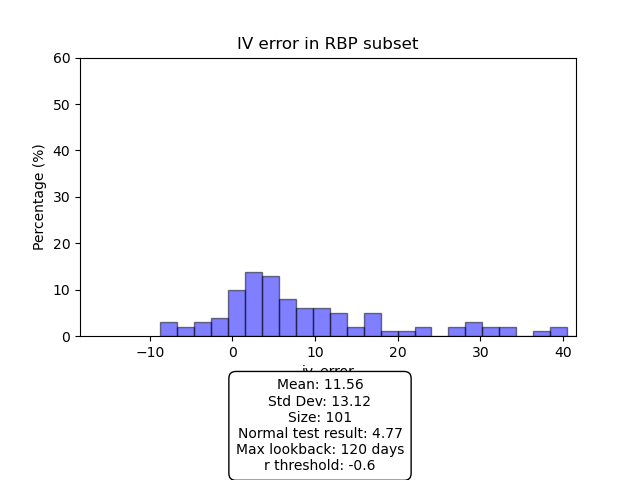 IV error in RBP subset
60
50
40
30
20
10
0
Percentage (%)
−10
0
10
20
30
40
iv_error
Mean: 11.56
Std Dev: 13.12
Size: 101
Normal test result: 4.77
Max lookback: 120 days
r threshold: -0.6